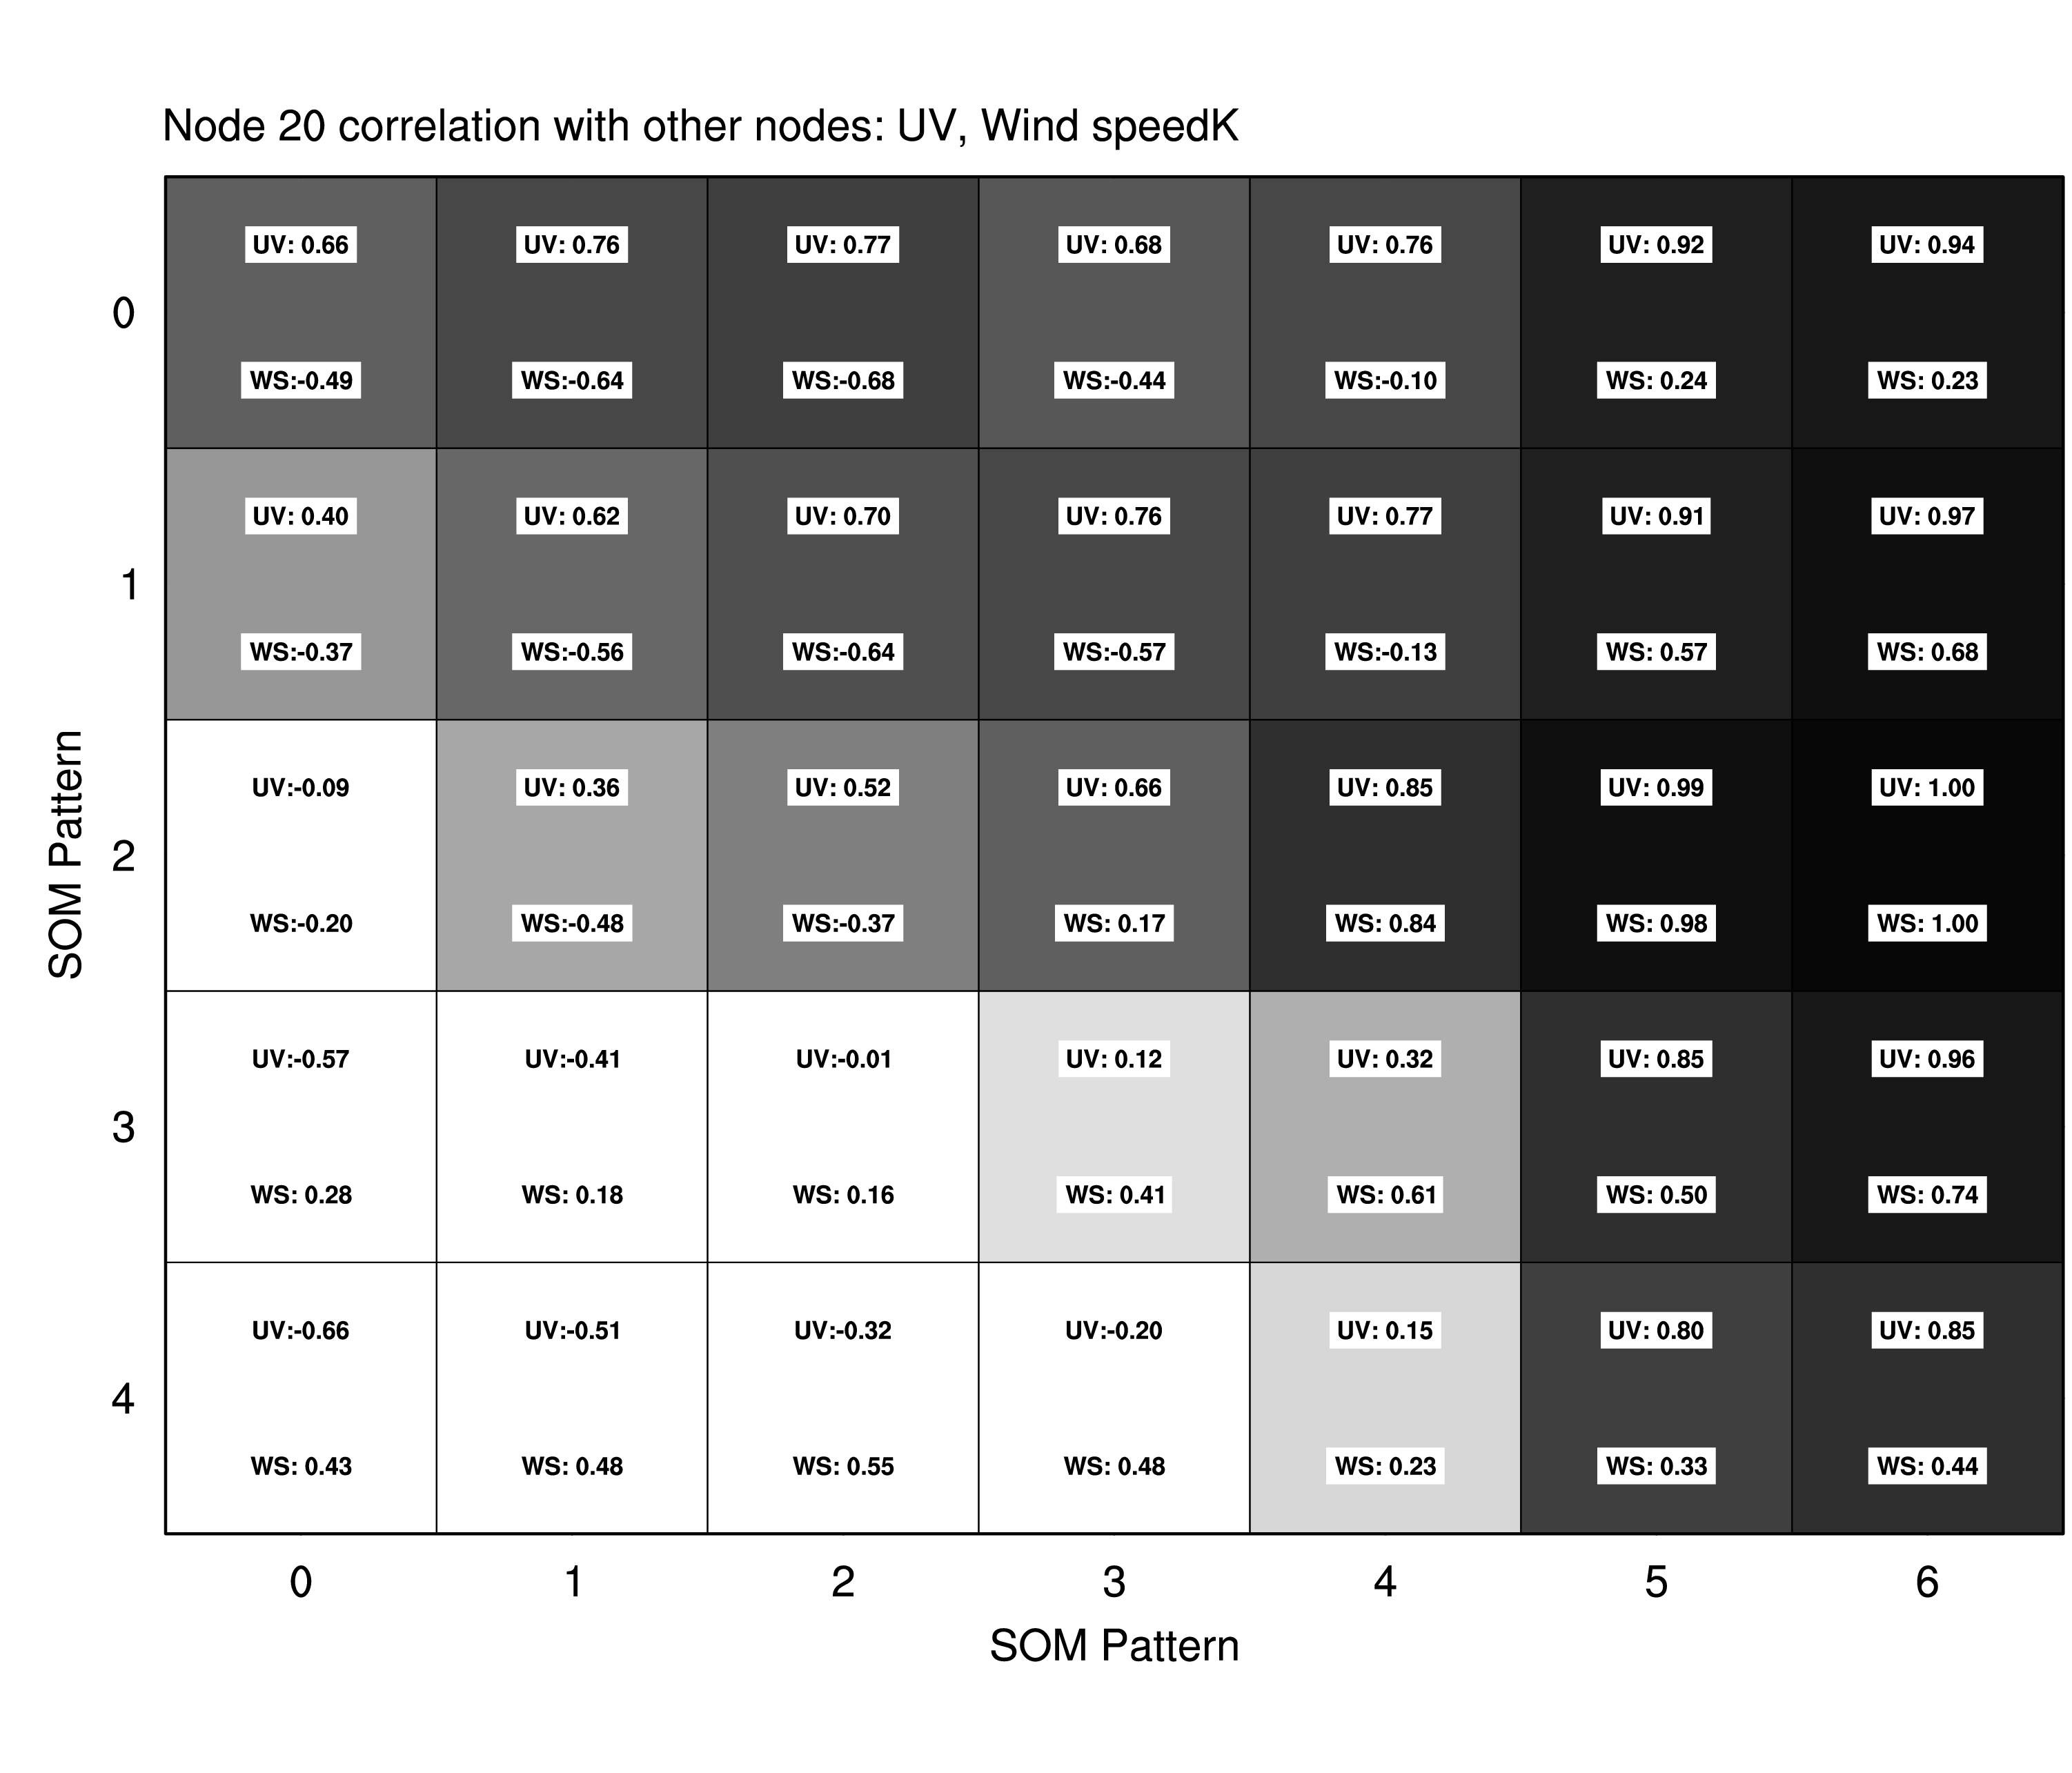 Node 20 correlation with other nodes: UV, Wind speedK
UV: 0.66 UV: 0.76 UV: 0.77 UV: 0.68 UV: 0.76 UV: 0.92 UV: 0.94
0
WS:-0.49 WS:-0.64 WS:-0.68 WS:-0.44 WS:-0.10 WS: 0.24 WS: 0.23
UV: 0.40 UV: 0.62 UV: 0.70 UV: 0.76 UV: 0.77 UV: 0.91 UV: 0.97
1
WS:-0.37 WS:-0.56 WS:-0.64 WS:-0.57 WS:-0.13 WS: 0.57 WS: 0.68
UV:-0.09 UV: 0.36 UV: 0.52 UV: 0.66 UV: 0.85 UV: 0.99 UV: 1.00
SOM Pattern
2
WS:-0.20 WS:-0.48 WS:-0.37 WS: 0.17 WS: 0.84 WS: 0.98 WS: 1.00
UV:-0.57 UV:-0.41 UV:-0.01 UV: 0.12 UV: 0.32 UV: 0.85 UV: 0.96
3
WS: 0.28 WS: 0.18 WS: 0.16 WS: 0.41 WS: 0.61 WS: 0.50 WS: 0.74
UV:-0.66 UV:-0.51 UV:-0.32 UV:-0.20 UV: 0.15 UV: 0.80 UV: 0.85
4
WS: 0.43 WS: 0.48 WS: 0.55 WS: 0.48 WS: 0.23 WS: 0.33 WS: 0.44
0 1 2 3 4 5 6
SOM Pattern